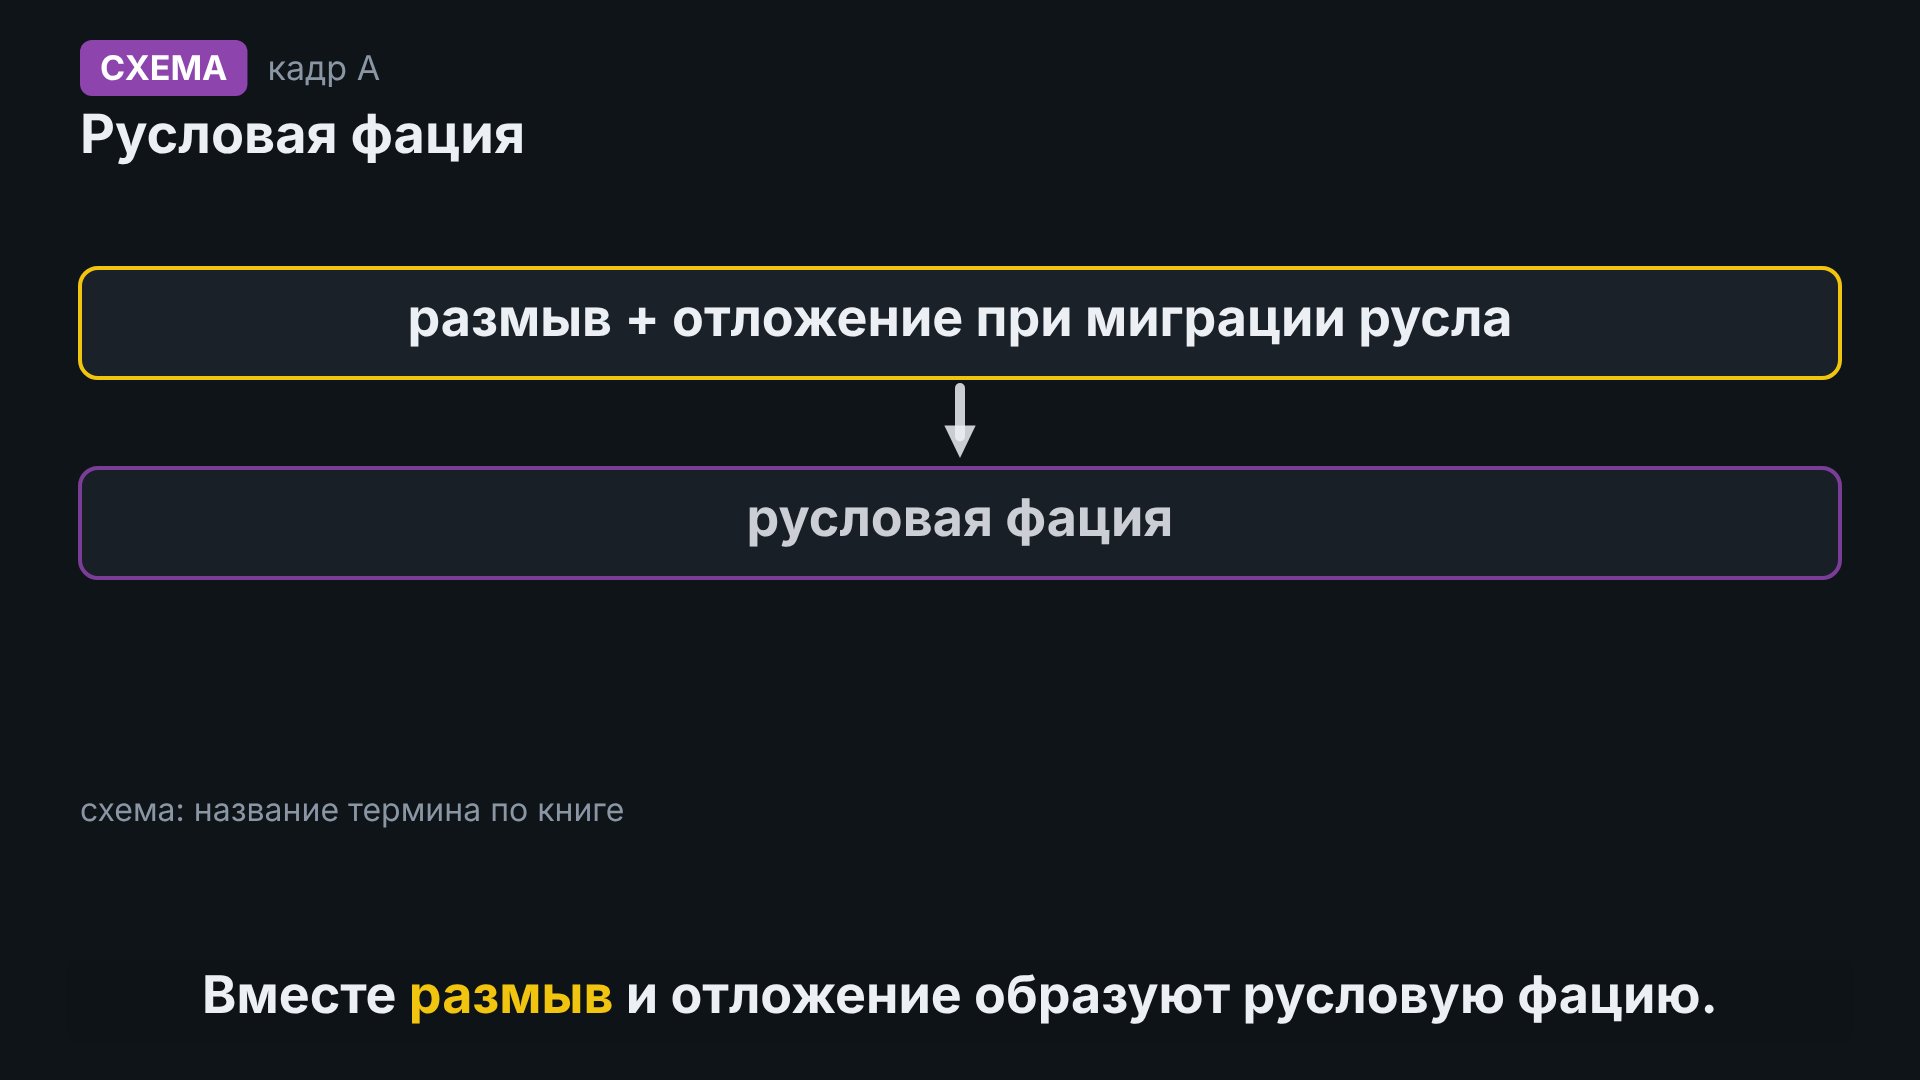 СХЕМА кадр А
Русловая фация
размыв + отложение при миграции русла
русловая фация
схема: название термина по книге
Вместе размыв и отложение образуют русловую фацию.